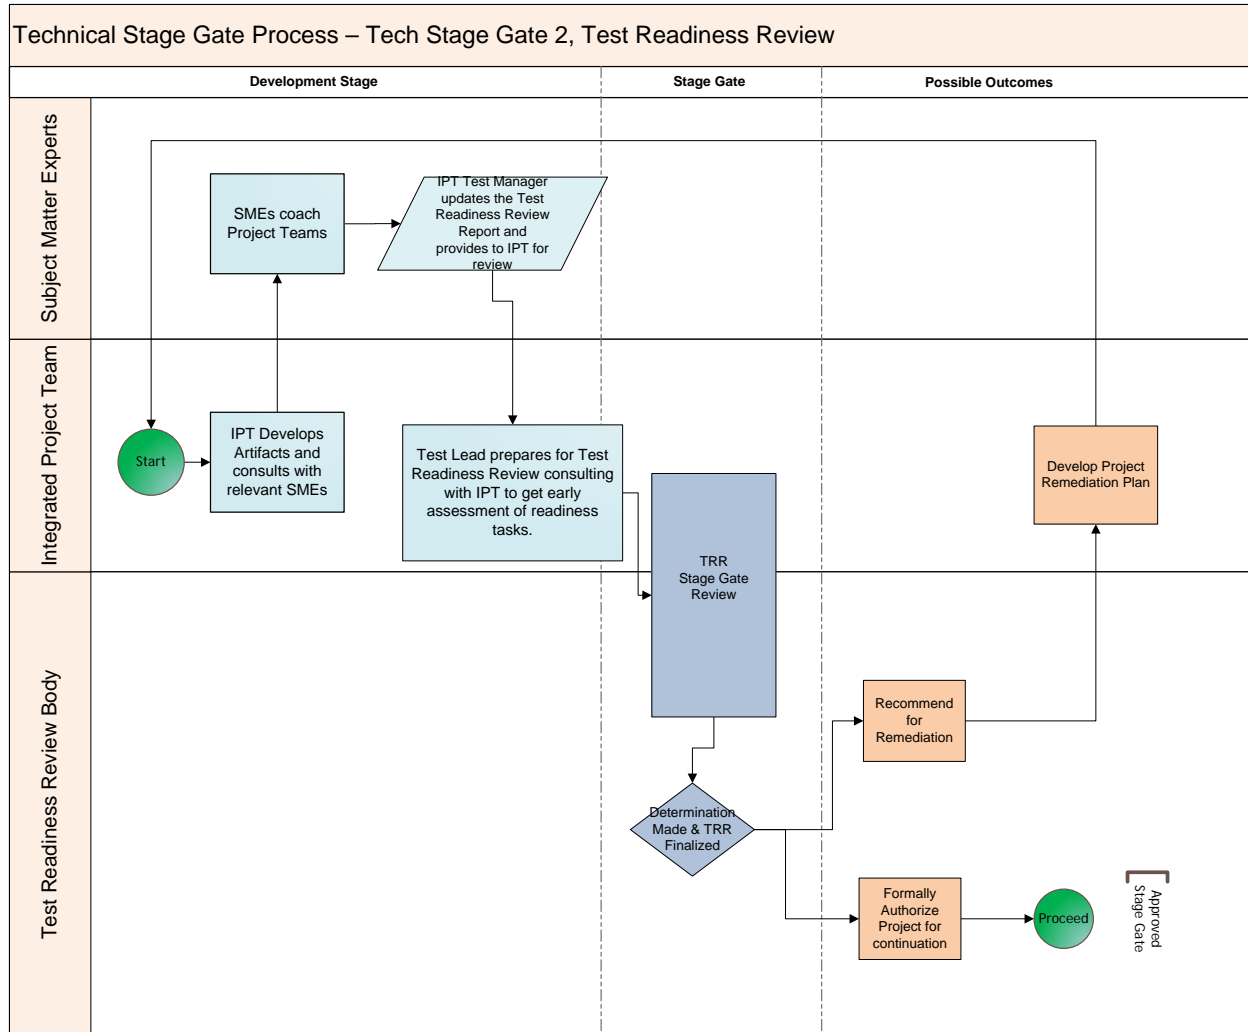 Technical Stage Gate Process – Tech Stage Gate 2, Test Readiness Review
Development Stage
Stage Gate
Possible Outcomes
Subject Matter Experts
SMEs coach
Project Teams
IPT Test Manager
updates the Test
Readiness Review
Report and
provides to IPT for
review
Integrated Project Team
Start
IPT Develops
Artifacts and
consults with
relevant SMEs
Test Lead prepares for Test
Readiness Review consulting
with IPT to get early
assessment of readiness
tasks.
TRR
Stage Gate
Review
Develop Project
Remediation Plan
Test Readiness Review Body
Recommend
for
Remediation
Determination
Made & TRR
Finalized
Formally
Authorize
Project for
continuation
Proceed
Approved
Stage Gate